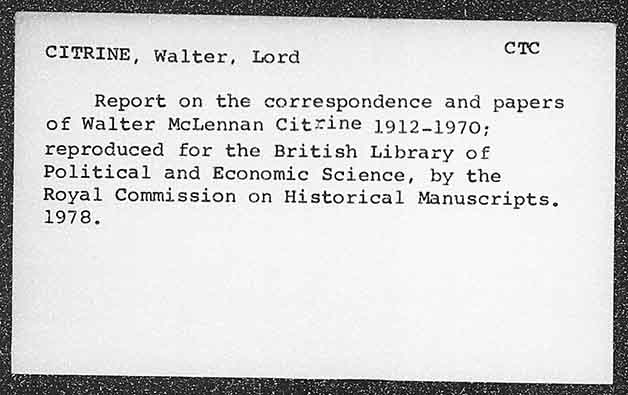 CITRINE, Walter, Lord CTC
Report on the correspondence and papers
of Walter McLennan Citrine 1912-1970;
reproduced for the British Library of
Political and Economic Science, by the
Royal Commission on Historical Manuscripts.
1978.